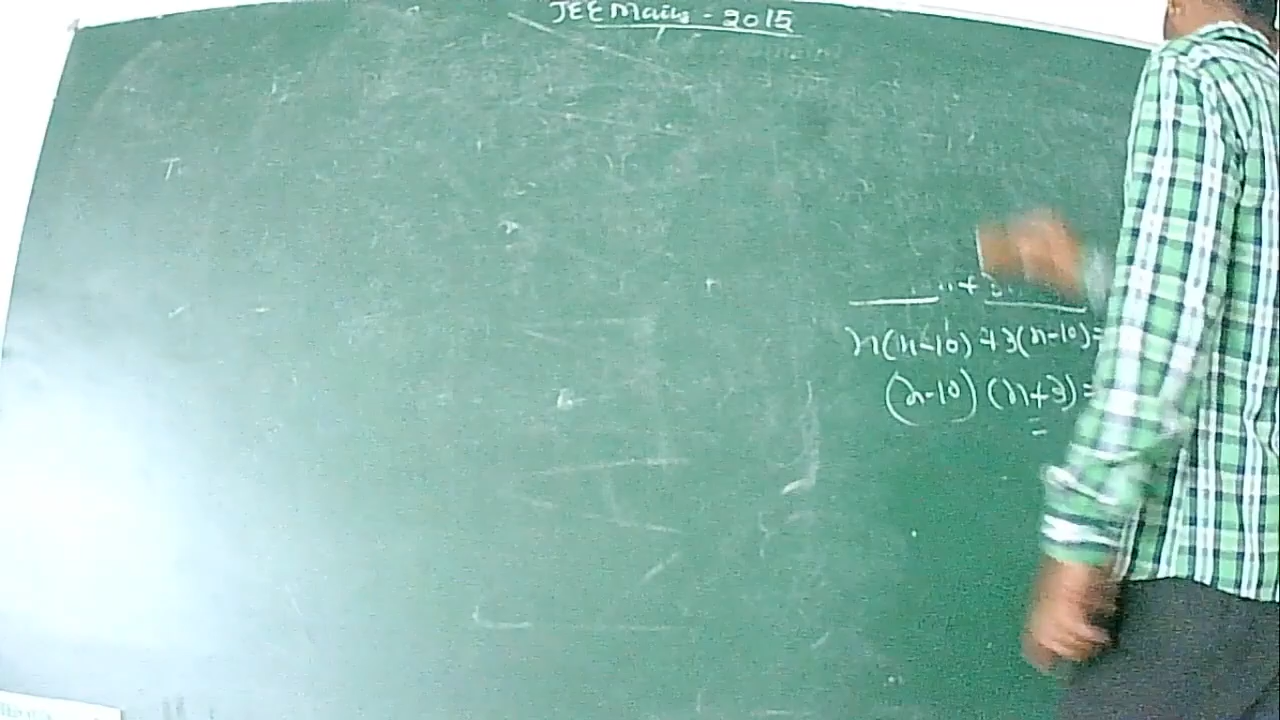 JEE Mains - 2015
n(n-10)+3(n-10)=
(n-10)(n+3)=